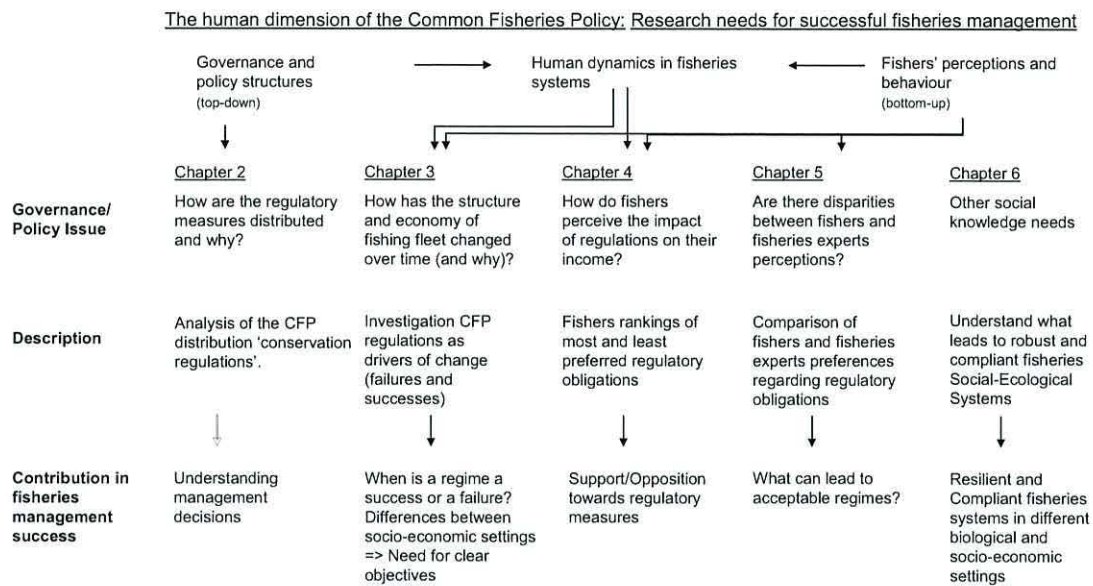 The human dimension of the Common Fisheries Policy: Research needs for successful fisheries management
Governance and
policy structures
(top-down)
Human dynamics in fisheries
systems
Fishers' perceptions and
behaviour
(bottom-up)
Governance/
Policy Issue
Chapter 2
How are the regulatory
measures distributed
and why?
Chapter 3
How has the structure
and economy of
fishing fleet changed
over time (and why)?
Chapter 4
How do fishers
perceive the impact
of regulations on their
income?
Chapter 5
Are there disparities
between fishers and
fisheries experts
perceptions?
Chapter 6
Other social
knowledge needs
Description
Analysis of the CFP
distribution 'conservation
regulations'.
Investigation CFP
regulations as
drivers of change
(failures and
successes)
Fishers rankings of
most and least
preferred regulatory
obligations
Comparison of
fishers and fisheries
experts preferences
regarding regulatory
obligations
Understand what
leads to robust and
compliant fisheries
Social-Ecological
Systems
Contribution in
fisheries
management
success
Understanding
management
decisions
When is a regime a
success or a failure?
Differences between
socio-economic settings
=> Need for clear
objectives
Support/Opposition
towards regulatory
measures
What can lead to
acceptable regimes?
Resilient and
Compliant fisheries
systems in different
biological and
socio-economic
settings